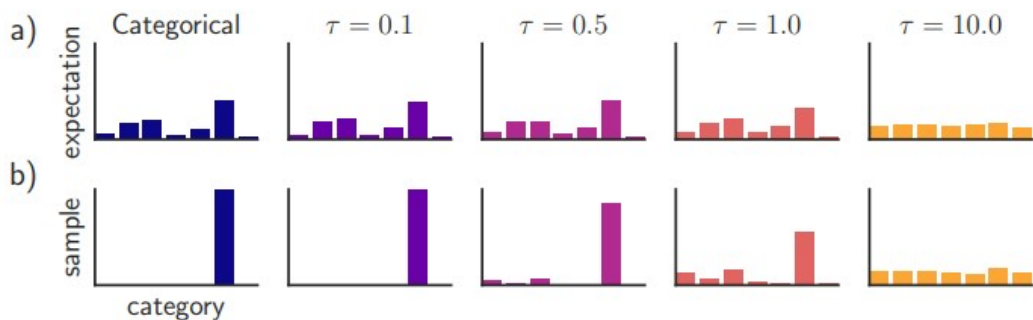 a) Categorical τ = 0.1 τ = 0.5 τ = 1.0 τ = 10.0
expectation
b)
sample
category